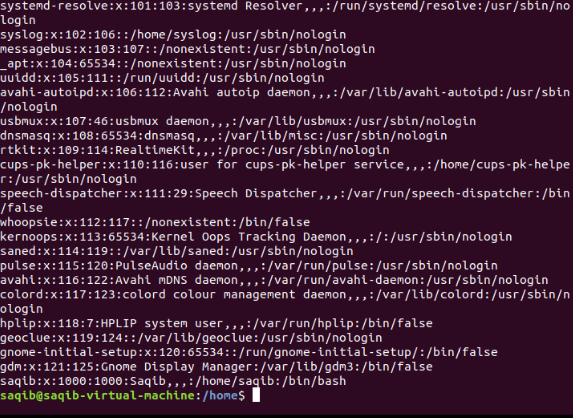 systemd-resolve:x:101:103:systemd Resolver,,,:/run/systemd/resolve:/usr/sbin/no
login
syslog:x:102:106::/home/syslog:/usr/sbin/nologin
messagebus:x:103:107::/nonexistent:/usr/sbin/nologin
_apt:x:104:65534::/nonexistent:/usr/sbin/nologin
uuidd:x:105:111::/run/uuidd:/usr/sbin/nologin
avahi-autoipd:x:106:112:Avahi autoip daemon,,,:/var/lib/avahi-autoipd:/usr/sbin
/nologin
usbmux:x:107:46:usbmux daemon,,,:/var/lib/usbmux:/usr/sbin/nologin
dnsmasq:x:108:65534:dnsmasq,,,:/var/lib/misc:/usr/sbin/nologin
rtkit:x:109:114:RealtimeKit,,,:/proc:/usr/sbin/nologin
cups-pk-helper:x:110:116:user for cups-pk-helper service,,,:/home/cups-pk-helpe
r:/usr/sbin/nologin
speech-dispatcher:x:111:29:Speech Dispatcher,,,:/var/run/speech-dispatcher:/bin
/false
whoopsie:x:112:117::/nonexistent:/bin/false
kernoops:x:113:65534:Kernel Oops Tracking Daemon,,,:/:/usr/sbin/nologin
saned:x:114:119::/var/lib/saned:/usr/sbin/nologin
pulse:x:115:120:PulseAudio daemon,,,:/var/run/pulse:/usr/sbin/nologin
avahi:x:116:122:Avahi mDNS daemon,,,:/var/run/avahi-daemon:/usr/sbin/nologin
colord:x:117:123:colord colour management daemon,,,:/var/lib/colord:/usr/sbin/n
ologin
hplip:x:118:7:HPLIP system user,,,:/var/run/hplip:/bin/false
geoclue:x:119:124::/var/lib/geoclue:/usr/sbin/nologin
gnome-initial-setup:x:120:65534::/run/gnome-initial-setup/:/bin/false
gdm:x:121:125:Gnome Display Manager:/var/lib/gdm3:/bin/false
saqib:x:1000:1000:Saqib,,,:/home/saqib:/bin/bash
saqib@saqib-virtual-machine:/home$